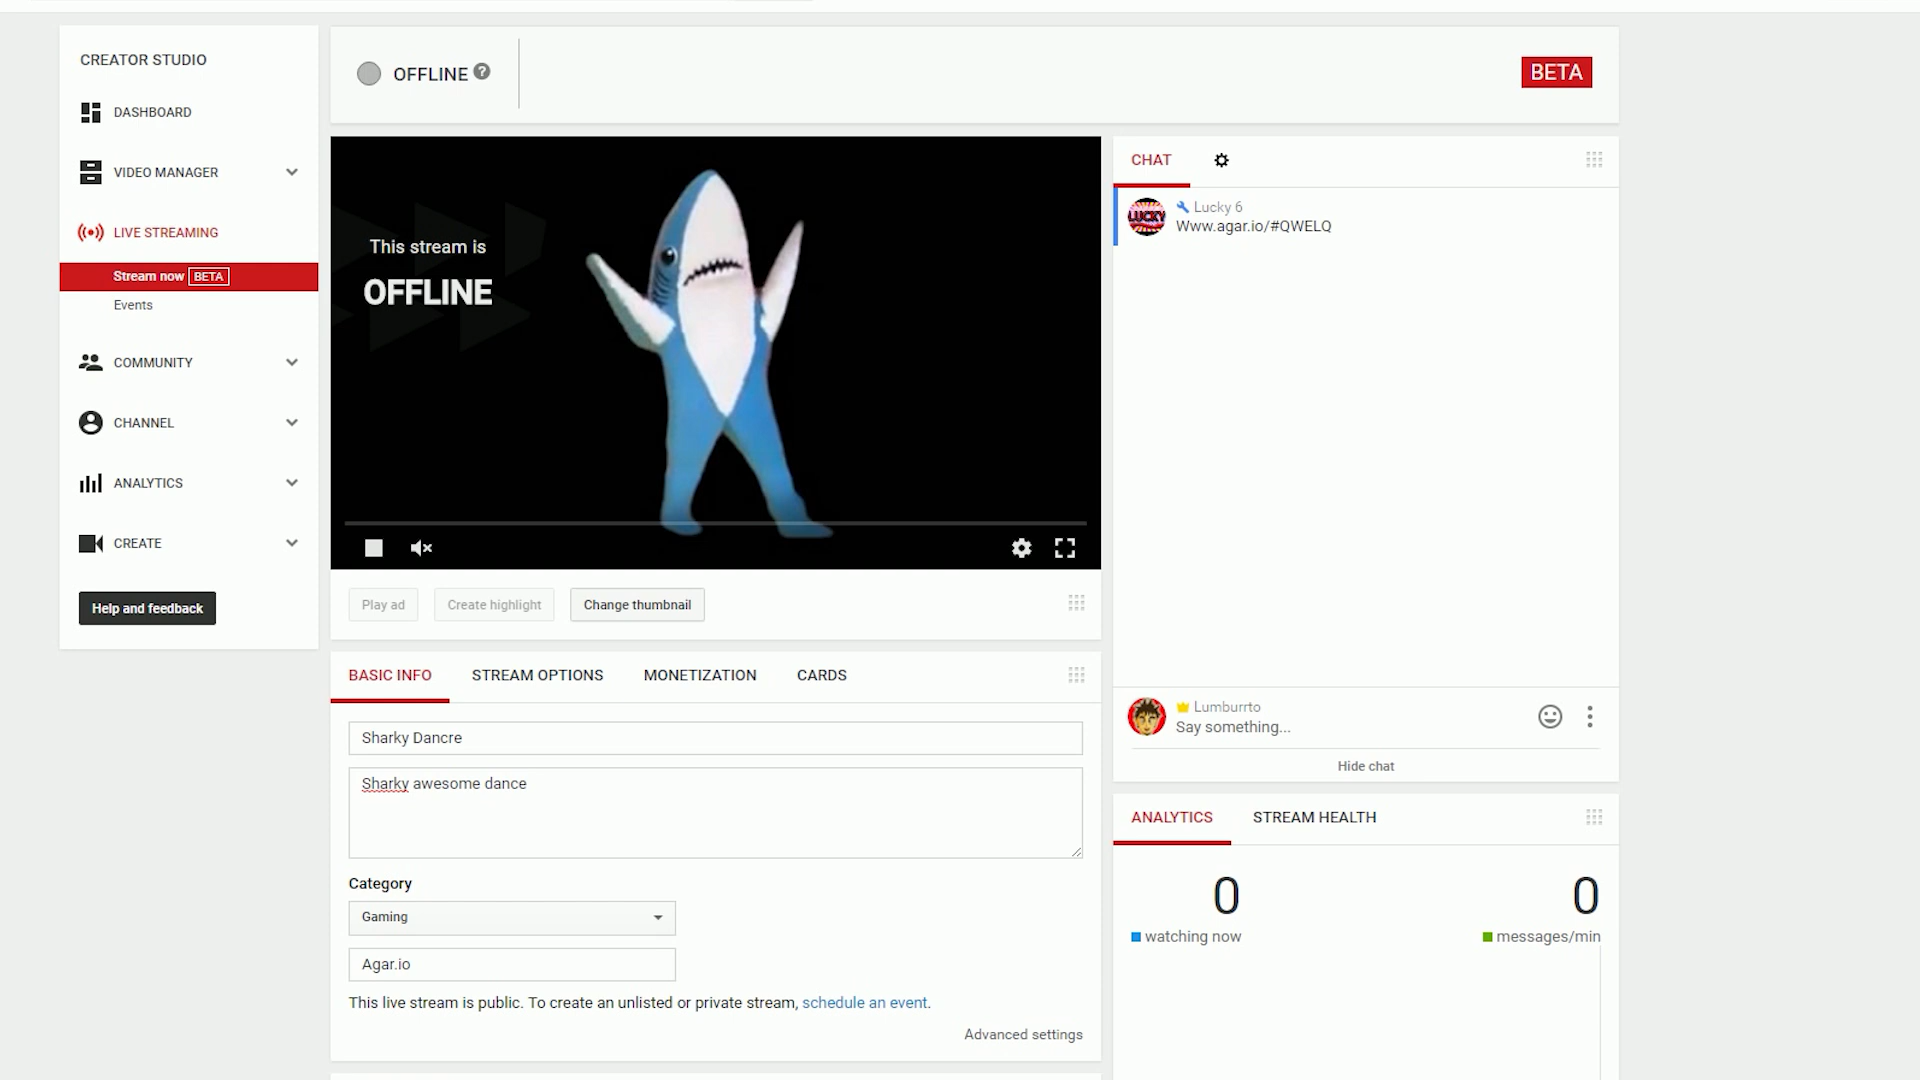 CREATOR STUDIO
DASHBOARD
VIDEO MANAGER
LIVE STREAMING
Stream now BETA
Events
COMMUNITY
CHANNEL
ANALYTICS
CREATE
Help and feedback
OFFLINE ?
BETA
This stream is
OFFLINE
Play ad
Create highlight
Change thumbnail
BASIC INFO
STREAM OPTIONS
MONETIZATION
CARDS
Sharky Dancre
Sharky awesome dance
Category
Gaming
Agar.io
This live stream is public. To create an unlisted or private stream, schedule an event.
Advanced settings
CHAT
LUCKY
Lucky 6
Www.agar.io/#QWELQ
Lumburrto
Say something...
Hide chat
ANALYTICS
STREAM HEALTH
0
watching now
0
messages/min